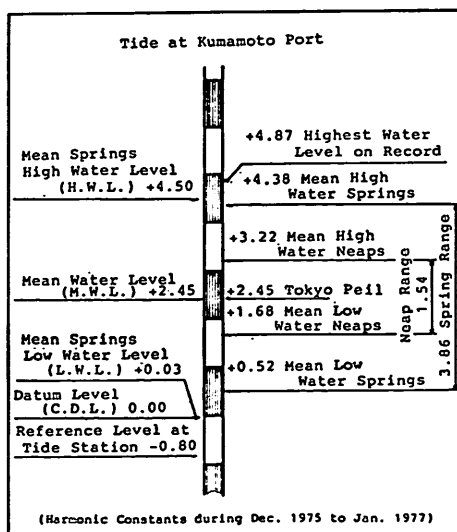 Tide at Kumamoto Port
Mean Springs
High Water Level
(H.W.L.) +4.50
Mean Water Level
(M.W.L.) +2.45
Mean Springs
Low Water Level
(L.W.L.) +0.03
Datum Level
(C.D.L.) 0.00
Reference Level at
Tide Station -0.80
+4.87 Highest Water
Level on Record
+4.38 Mean High
Water Springs
+3.22 Mean High
Water Neaps
+2.45 Tokyo Peil
+1.68 Mean Low
Water Neaps
+0.52 Mean Low
Water Springs
Neap Range
1.54
3.86 Spring Range
(Harmonic Constants during Dec. 1975 to Jan. 1977)